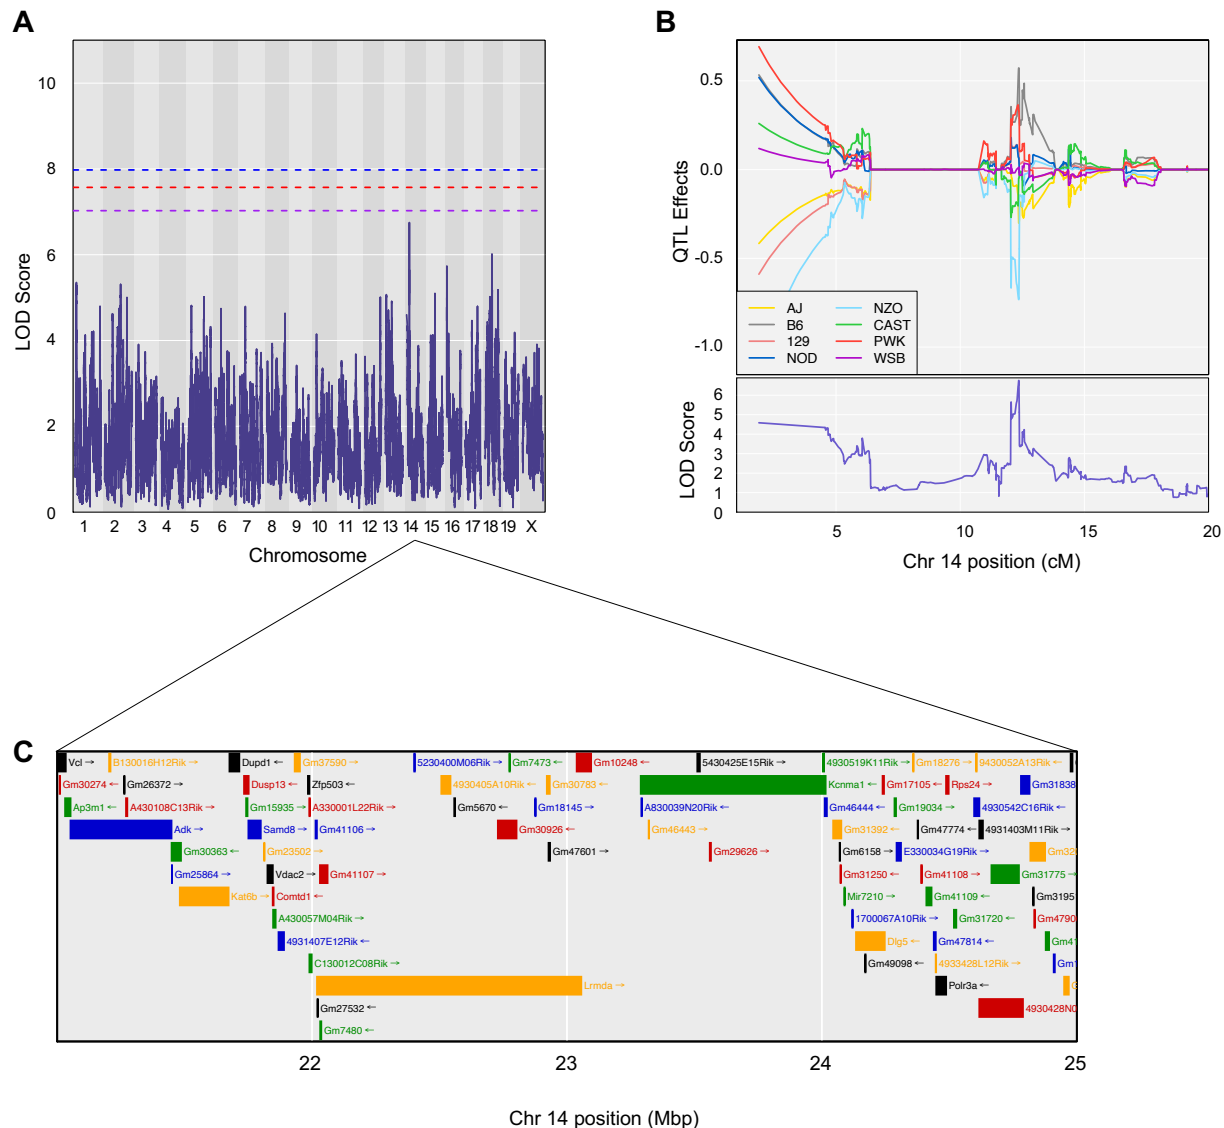 A
B
10
8
6
4
2
0
LOD Score
1 2 3 4 5 6 7 8 9 10 11 12 13 14 15 16 17 18 19 X
Chromosome
0.5
0.0
-0.5
-1.0
QTL Effects
AJ NZO
B6 CAST
129 PWK
NOD WSB
6
5
4
3
2
1
0
LOD Score
5 10 15 20
Chr 14 position (cM)
C
Vcl ← B130016H12Rik → Dupd1 ← Gm37590 → 5230400M06Rik → Gm7473 ← Gm10248 ← 5430425E15Rik → 4930519K11Rik ← Gm18276 → 9430052A13Rik ←
Gm30274 ← Gm26372 → Dusp13 ← Zfp503 ← 4930405A10Rik ← Gm30783 ← Kcnma1 ← Gm17105 ← Rps24 → Gm31838
Ap3m1 ← A430108C13Rik → Gm15935 ← A330001L22Rik → Gm5670 ← Gm18145 → A830039N20Rik → Gm46444 ← Gm19034 ← 4930542C16Rik →
Adk → Samd8 → Gm41106 → Gm30926 ← Gm46443 → Gm31392 ← Gm47774 ← 4931403M11Rik
Gm30363 ← Gm23502 → Gm47601 ← Gm29626 → Gm6158 → E330034G19Rik →
Gm25864 → Vdac2 → Gm41107 → Gm31250 ← Gm41108 → Gm31775
Kat6b → Comtd1 ← Mir7210 → Gm41109 ←
A430057M04Rik → 1700067A10Rik → Gm31720 →
4931407E12Rik ← Dlg5 ← Gm47814 ←
C130012C08Rik → Gm49098 ← 4933428L12Rik →
Lrmda → Polr3a ←
Gm27532 ← 4930428N0
Gm7480 ←
22 23 24 25
Chr 14 position (Mbp)